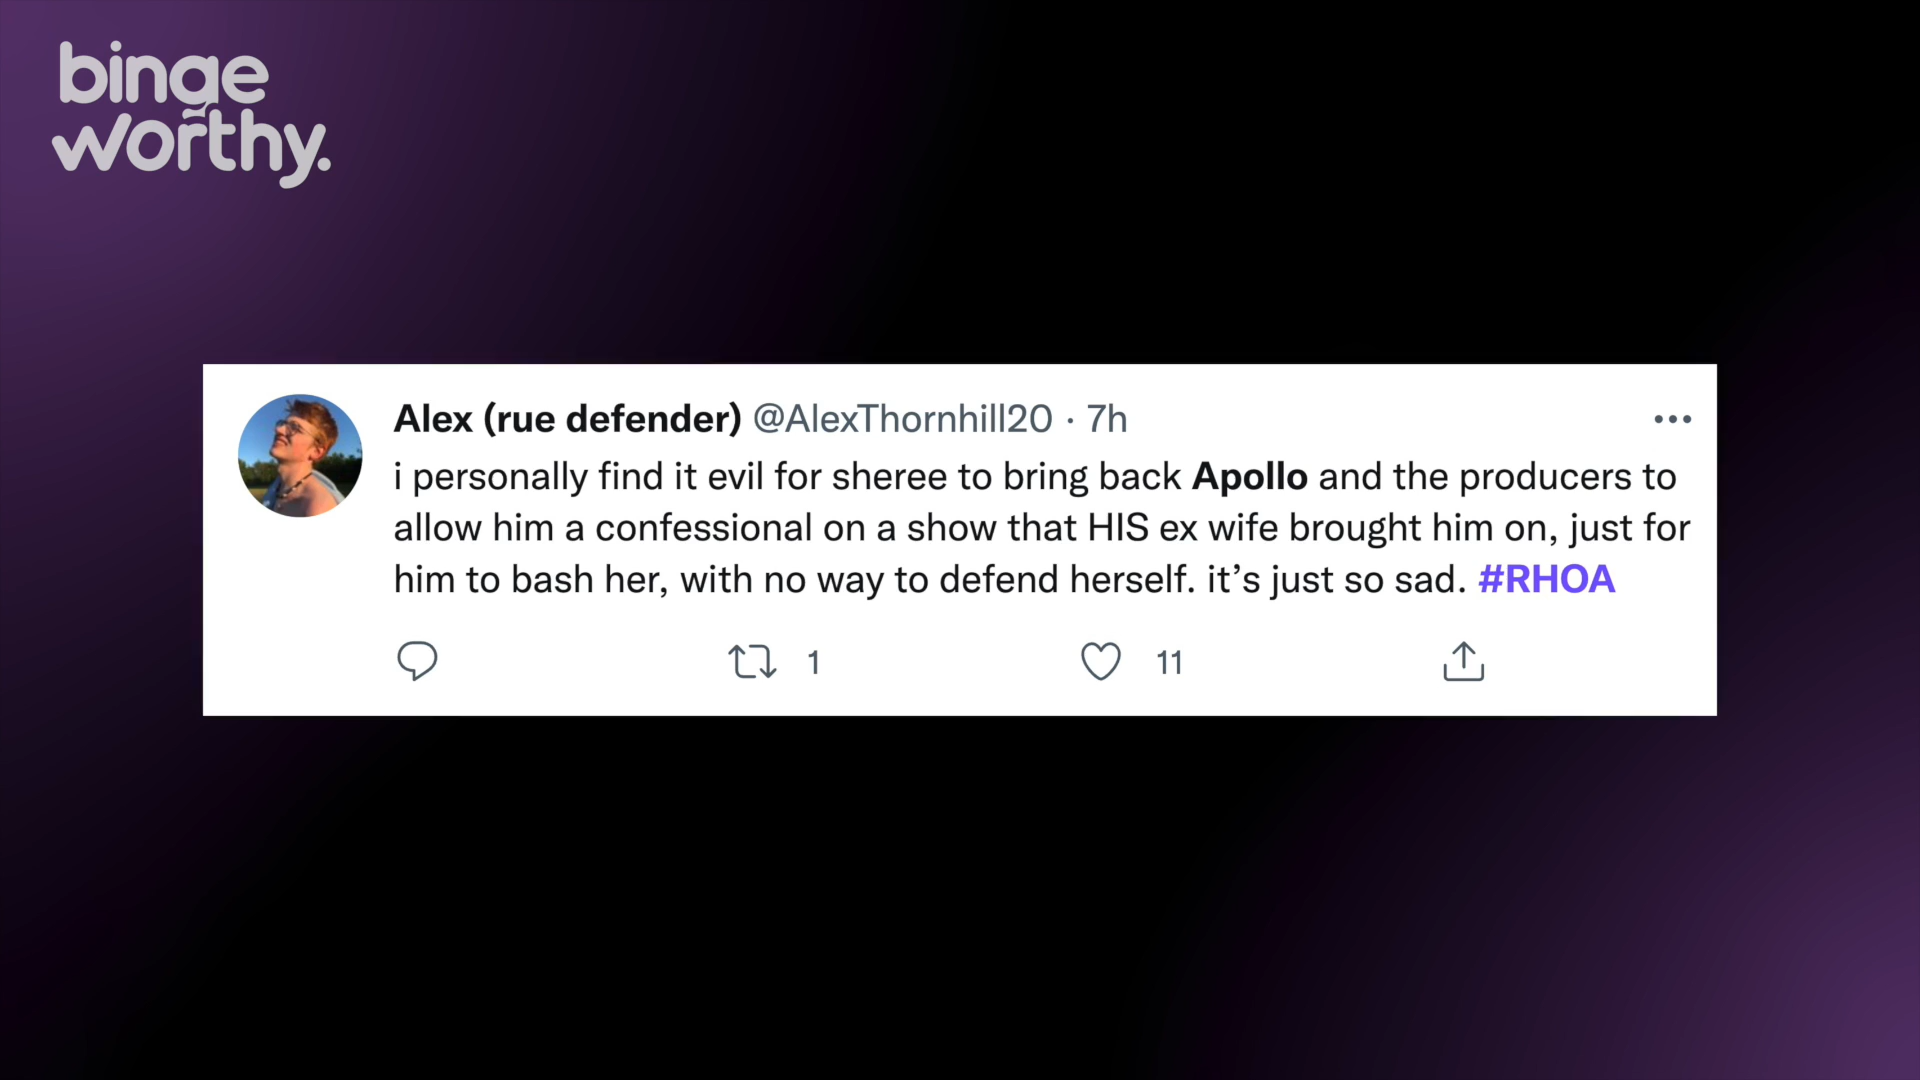 binge
worthy.
Alex (rue defender) @AlexThornhill20 · 7h
i personally find it evil for sheree to bring back Apollo and the producers to
allow him a confessional on a show that HIS ex wife brought him on, just for
him to bash her, with no way to defend herself. it’s just so sad. #RHOA
1 11